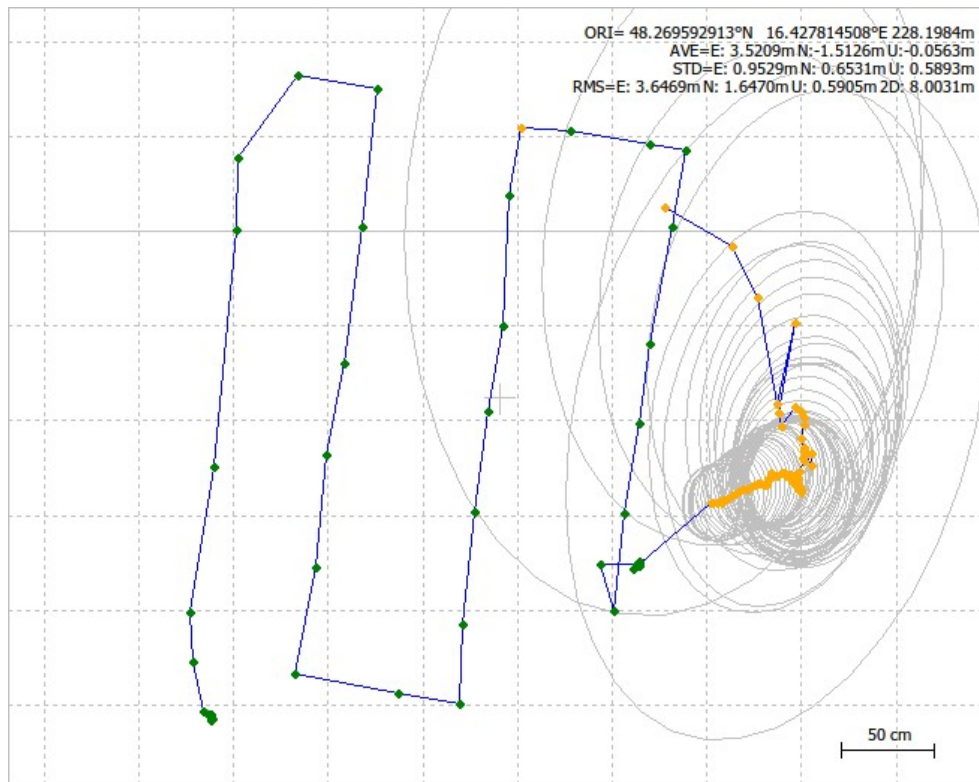 ORI= 48.269592913°N 16.427814508°E 228.1984m
AVE=E: 3.5209m N:-1.5126m U:-0.0563m
STD=E: 0.9529m N: 0.6531m U: 0.5893m
RMS=E: 3.6469m N: 1.6470m U: 0.5905m 2D: 8.0031m
50 cm